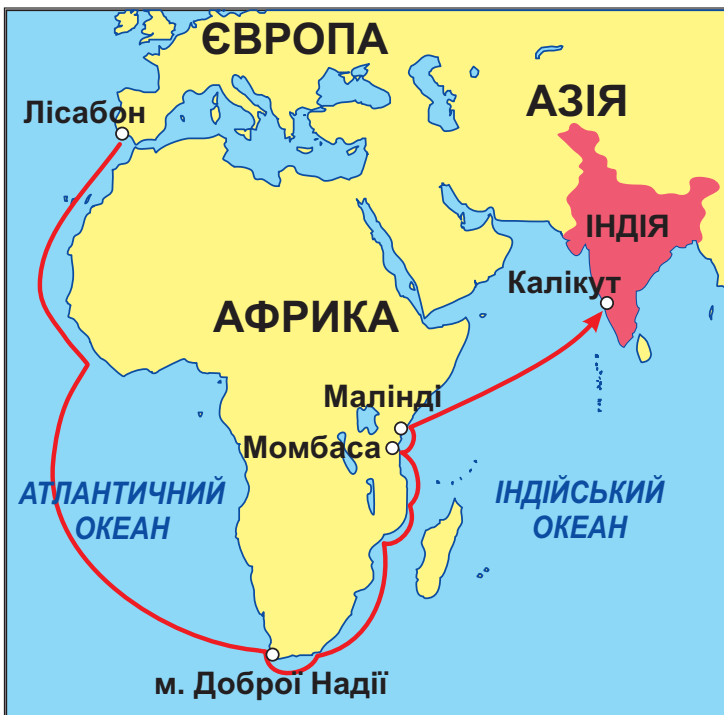 ЄВРОПА
Лісабон
АЗІЯ
ІНДІЯ
Калікут
АФРИКА
Малінді
Момбаса
АТЛАНТИЧНИЙ
ОКЕАН
ІНДІЙСЬКИЙ
ОКЕАН
м. Доброї Надії